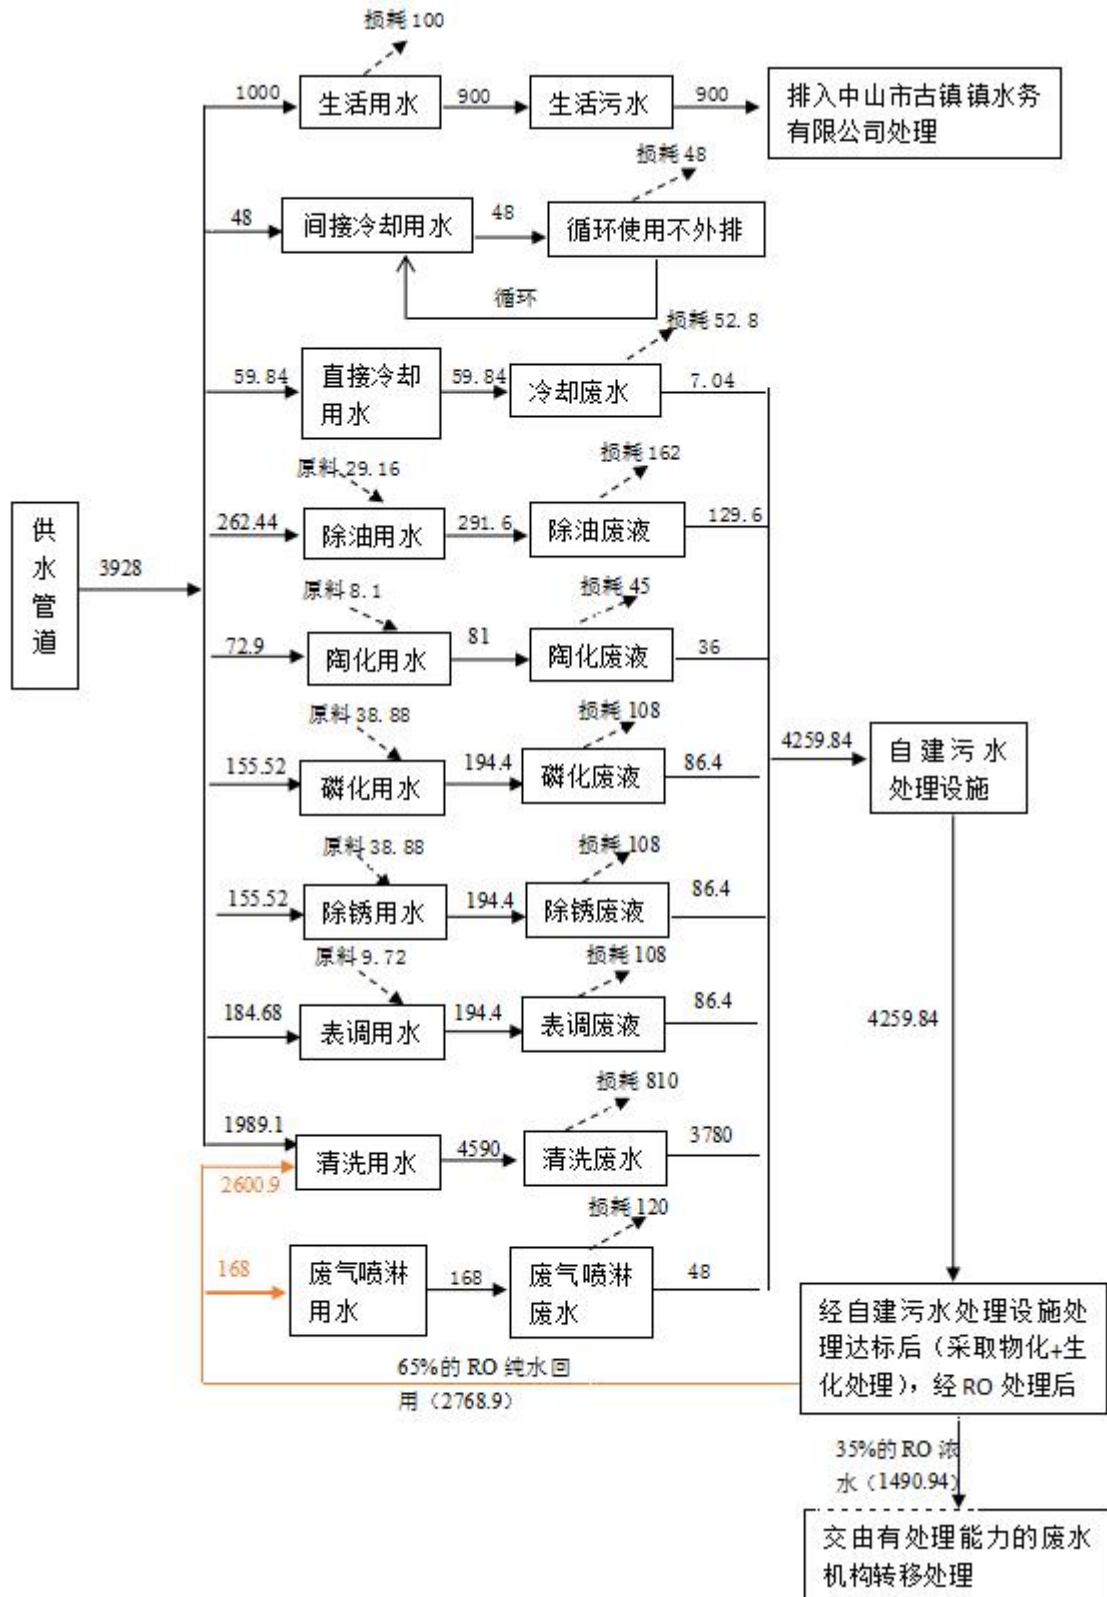 损耗 100
1000
生活用水
900
生活污水
900
排入中山市古镇镇水务
有限公司处理
损耗 48
48
间接冷却用水
48
循环使用不外排
循环
损耗 52.8
59.84
直接冷却
用水
59.84
冷却废水
7.04
原料 29.16
损耗 162
262.44
除油用水
291.6
除油废液
129.6
供
水
管
道
3928
原料 8.1
损耗 45
72.9
陶化用水
81
陶化废液
36
原料 38.88
损耗 108
155.52
磷化用水
194.4
磷化废液
86.4
4259.84
自建污水
处理设施
原料 38.88
损耗 108
155.52
除锈用水
194.4
除锈废液
86.4
原料 9.72
损耗 108
184.68
表调用水
194.4
表调废液
86.4
4259.84
损耗 810
1989.1
清洗用水
4590
清洗废水
3780
2600.9
损耗 120
168
废气喷淋
用水
168
废气喷淋
废水
48
65%的 RO 纯水回
用（2768.9）
经自建污水处理设施处
理达标后（采取物化+生
化处理），经 RO 处理后
35%的 RO 浓
水（1490.94）
交由有处理能力的废水
机构转移处理